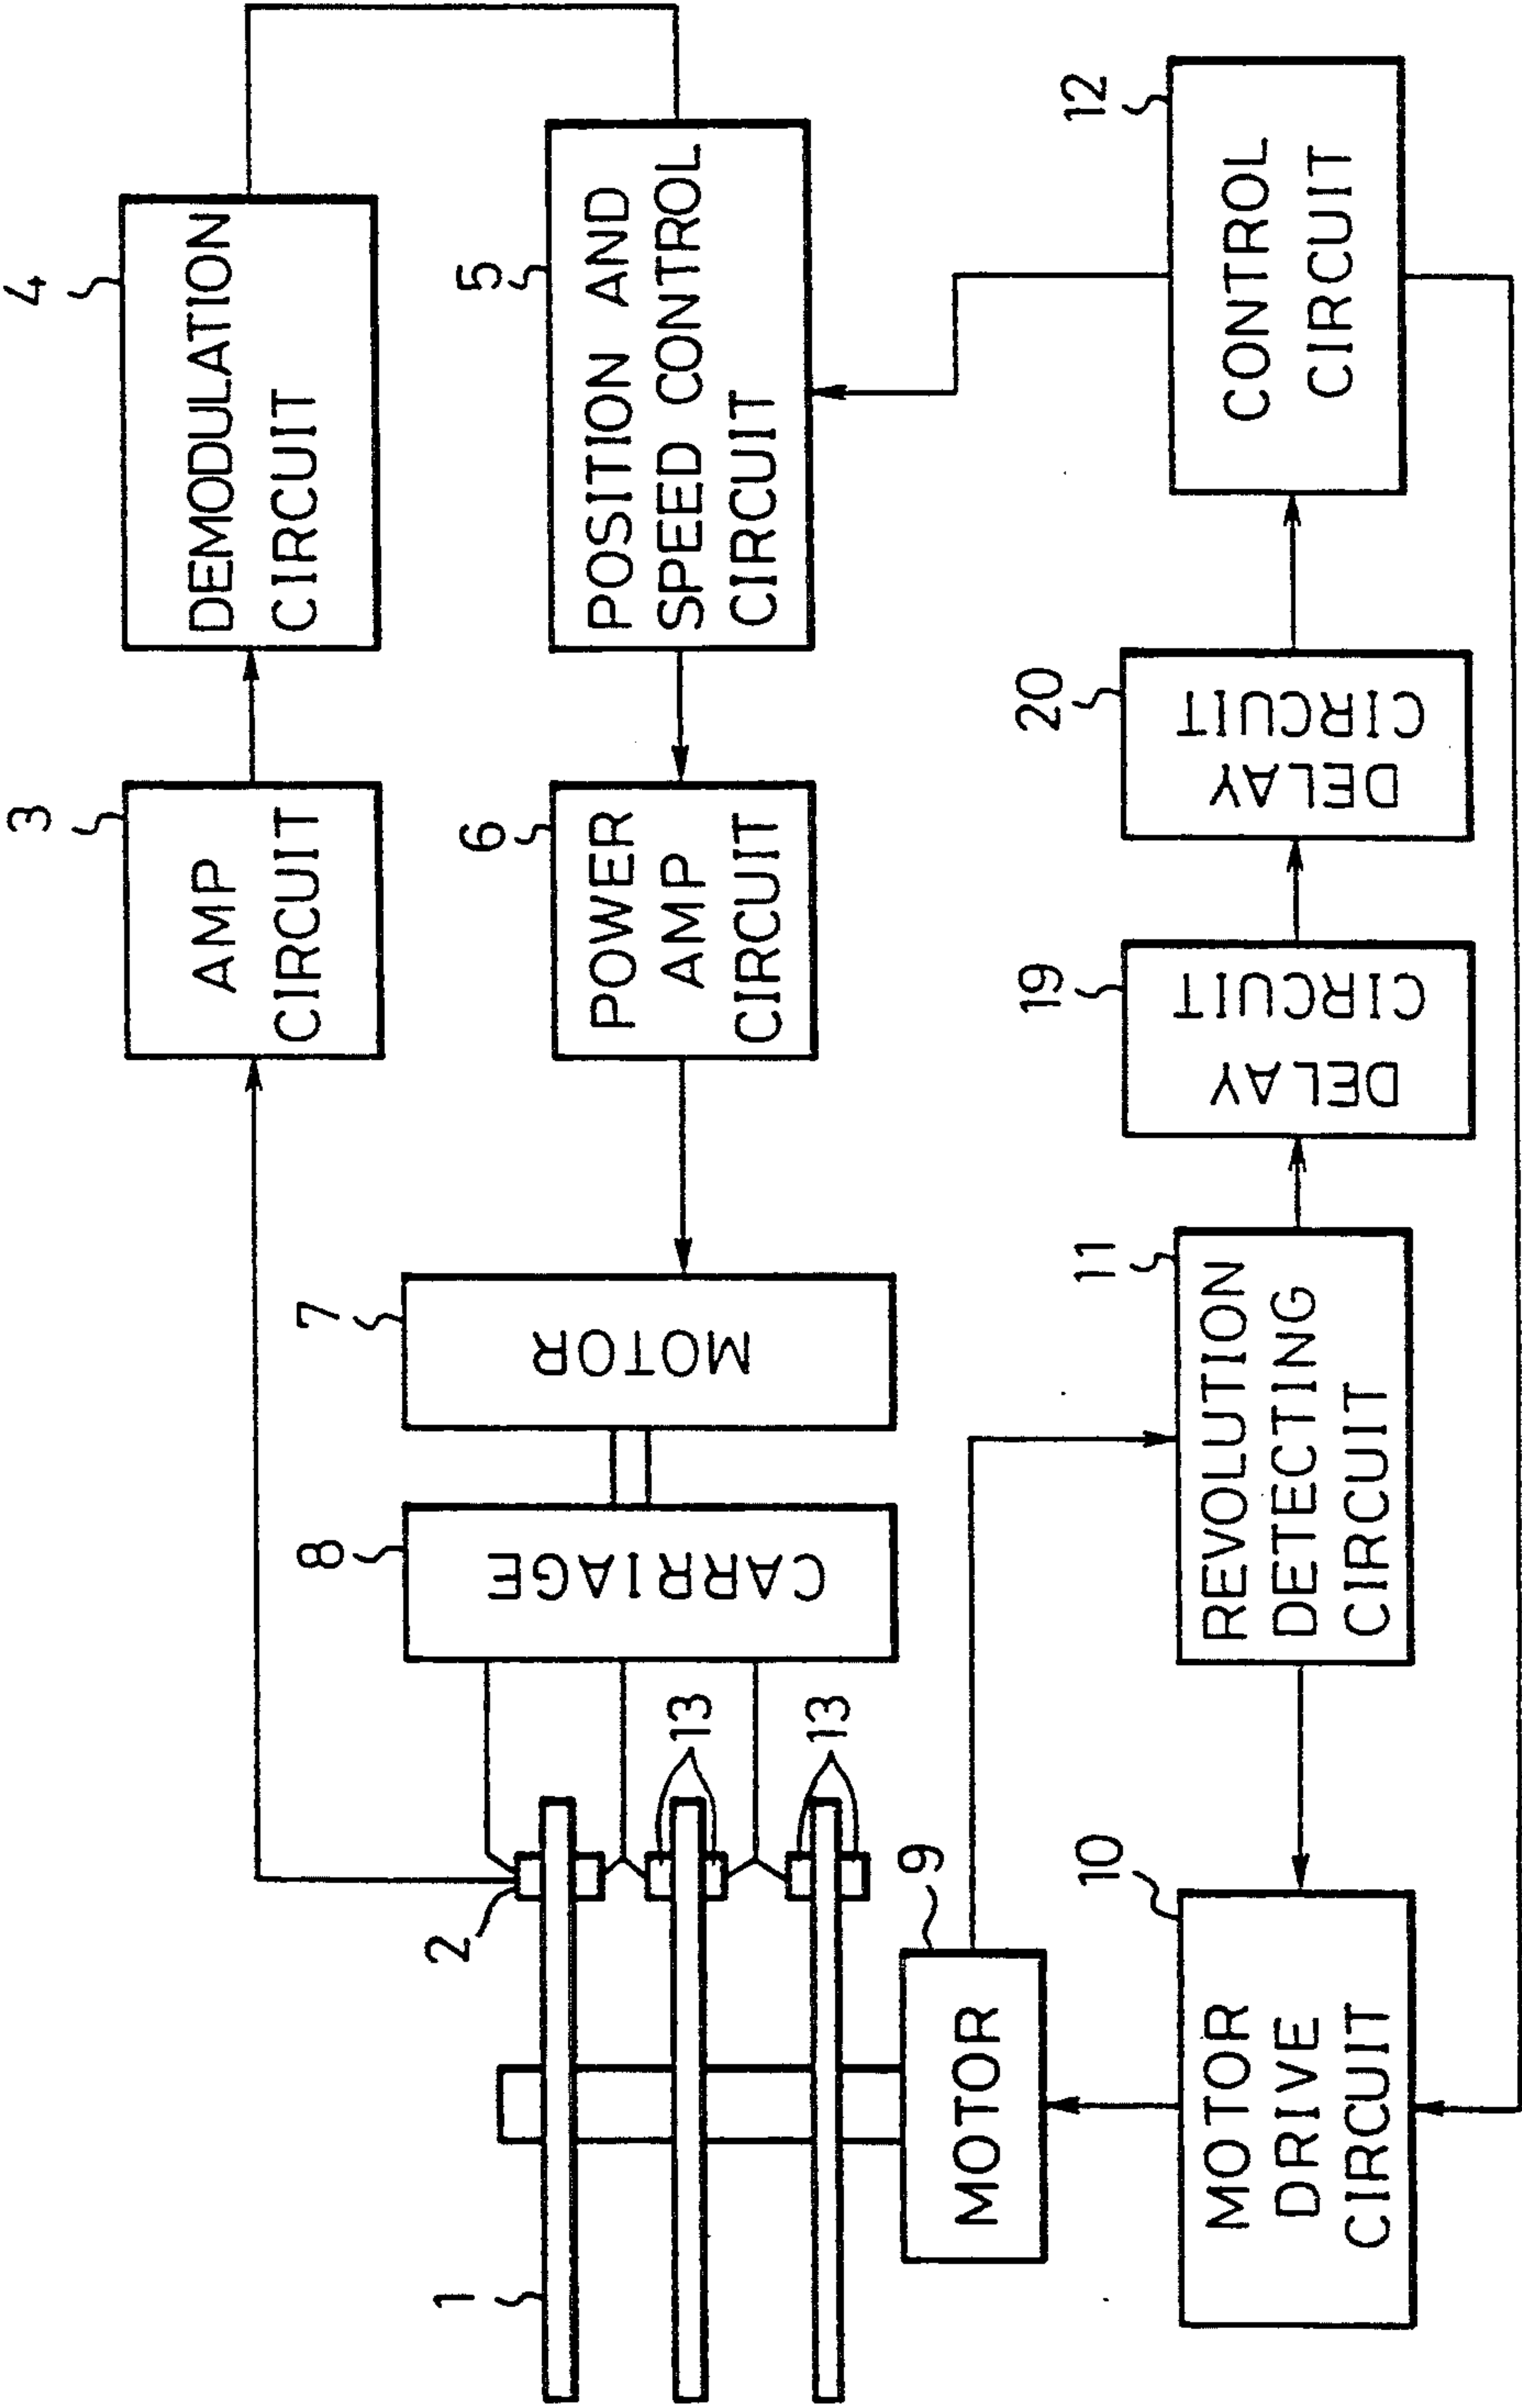 4
DEMODULATION
CIRCUIT
3
AMP
CIRCUIT
5
POSITION AND
SPEED CONTROL
CIRCUIT
6
POWER
AMP
CIRCUIT
7
MOTOR
8
CARRIAGE
13
13
2
1
9
MOTOR
12
CONTROL
CIRCUIT
20
DELAY
CIRCUIT
19
DELAY
CIRCUIT
11
REVOLUTION
DETECTING
CIRCUIT
10
MOTOR
DRIVE
CIRCUIT